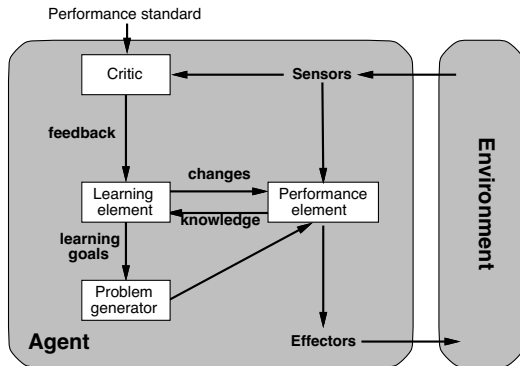 Performance standard
Critic
Sensors
feedback
changes
Learning
element
Performance
element
knowledge
learning
goals
Problem
generator
Agent
Effectors
Environment